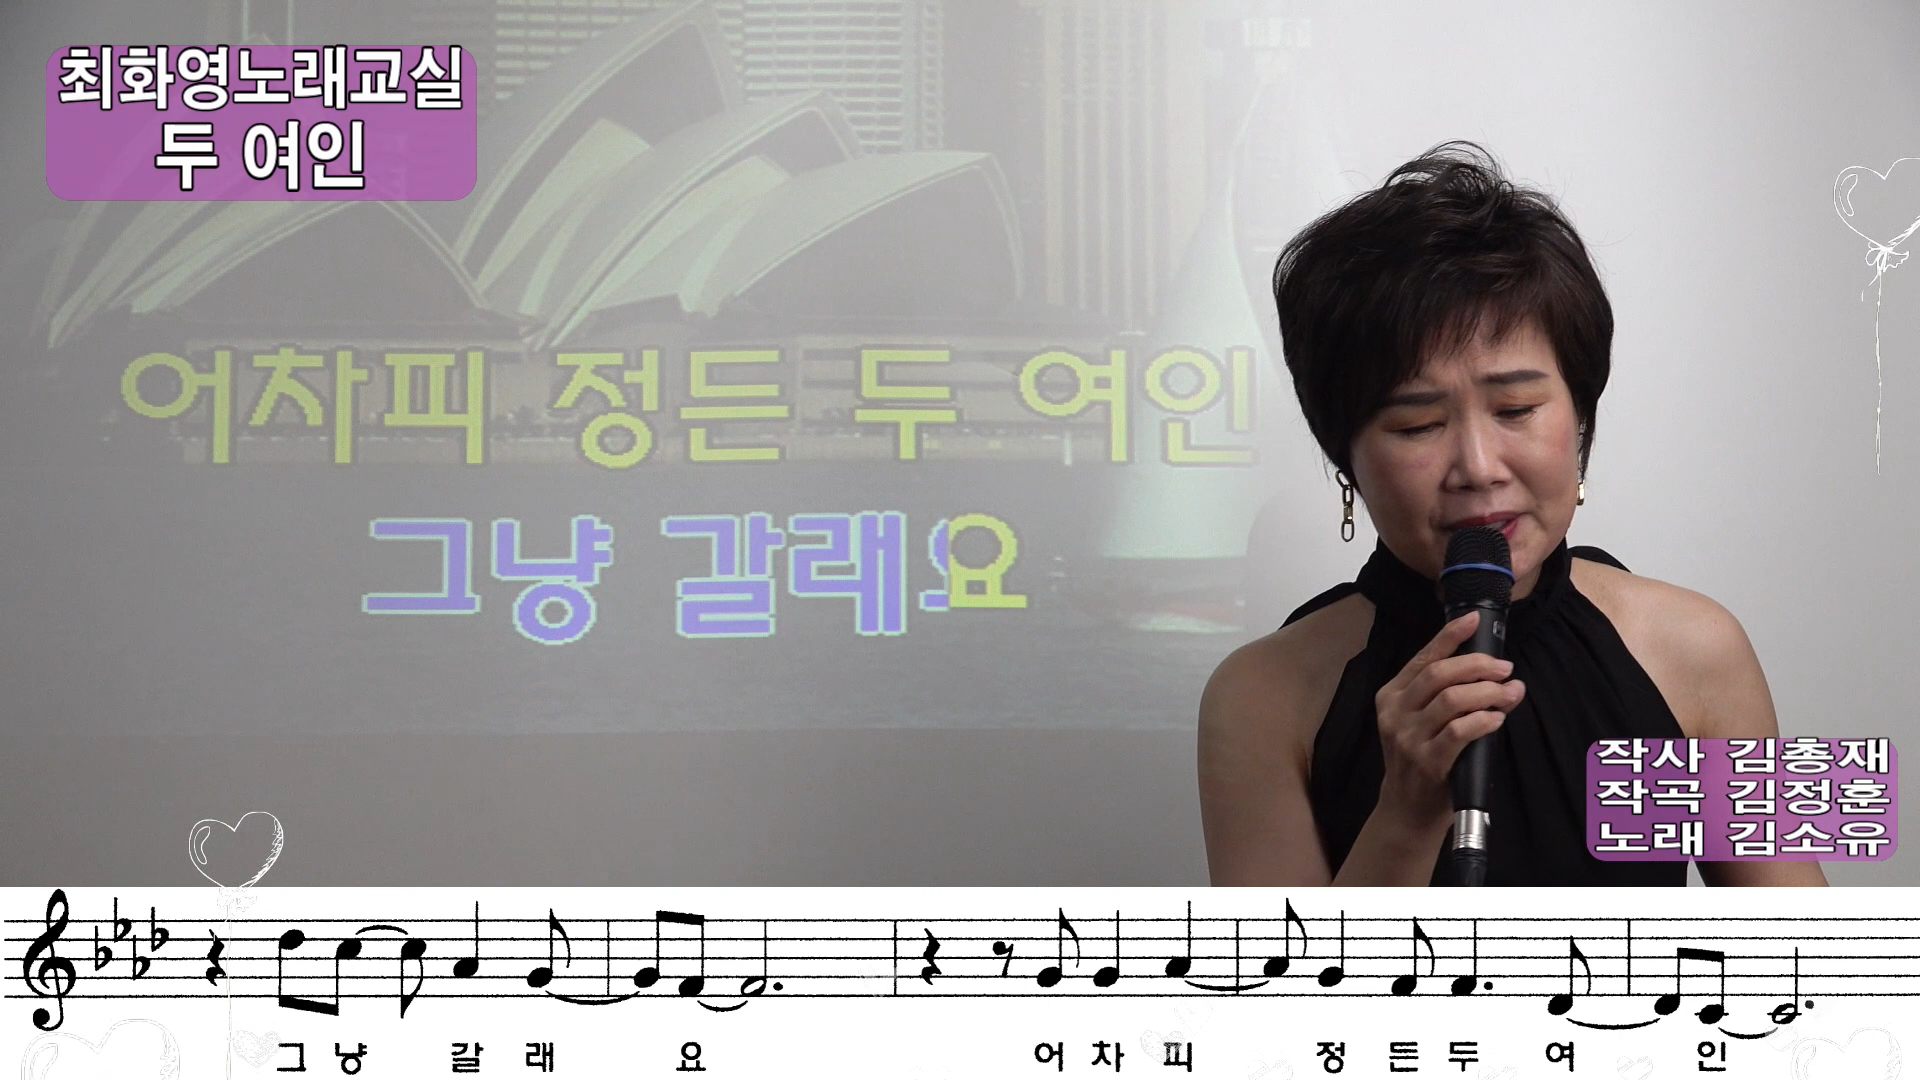 최화영노래교실
두 여인
어차피 정든 두 여인
그냥 갈래요
작사 김총재
작곡 김정훈
노래 김소유
그 냥 갈 래 요 어 차 피 정 든 두 여 인